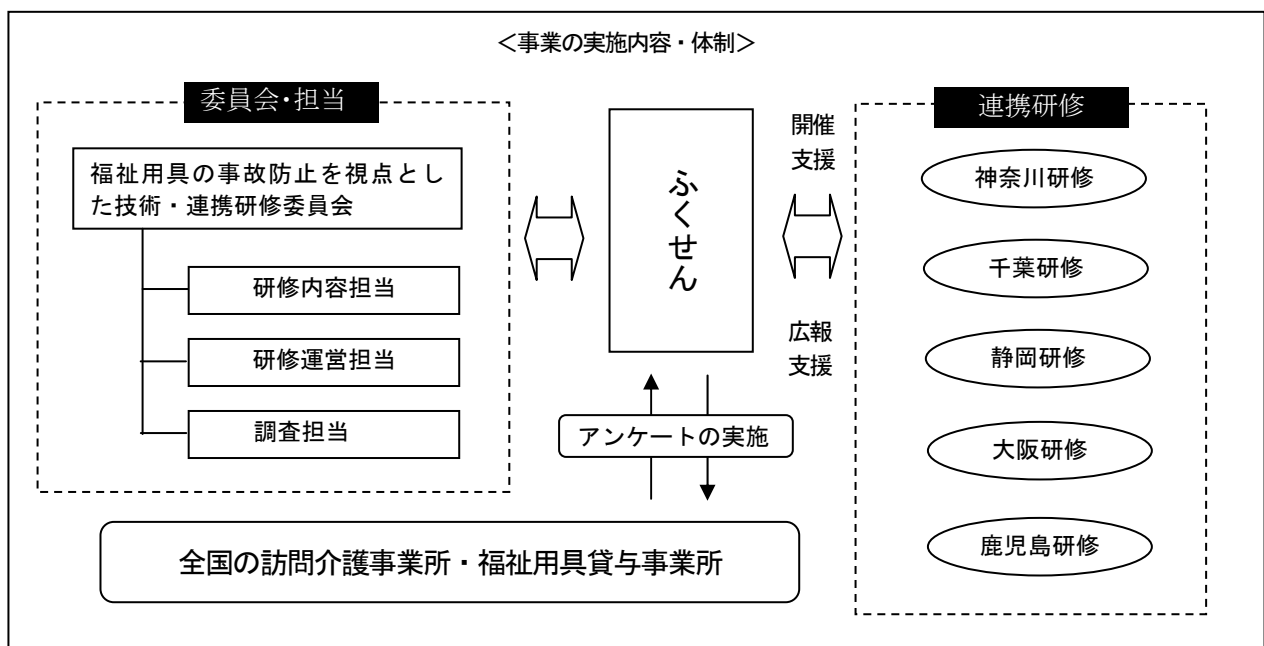 ＜事業の実施内容・体制＞
委員会・担当
福祉用具の事故防止を視点とし
た技術・連携研修委員会
研修内容担当
研修運営担当
調査担当
ふくせん
開催
支援
広報
支援
アンケートの実施
全国の訪問介護事業所・福祉用具貸与事業所
連携研修
神奈川研修
千葉研修
静岡研修
大阪研修
鹿児島研修